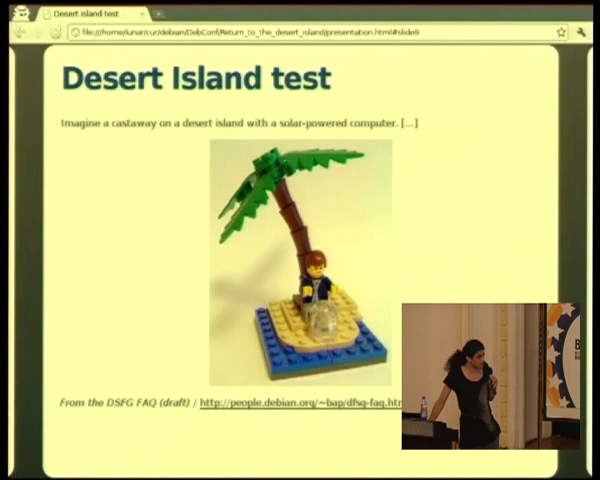 Desert Island test
file:///home/lunar/cur/debian/DebConf/Return_to_the_desert_island/presentation.html#slide9
Desert Island test
Imagine a castaway on a desert island with a solar-powered computer. [...]
From the DSFG FAQ (draft) / http://people.debian.org/~bap/dfsg-faq.htm
B